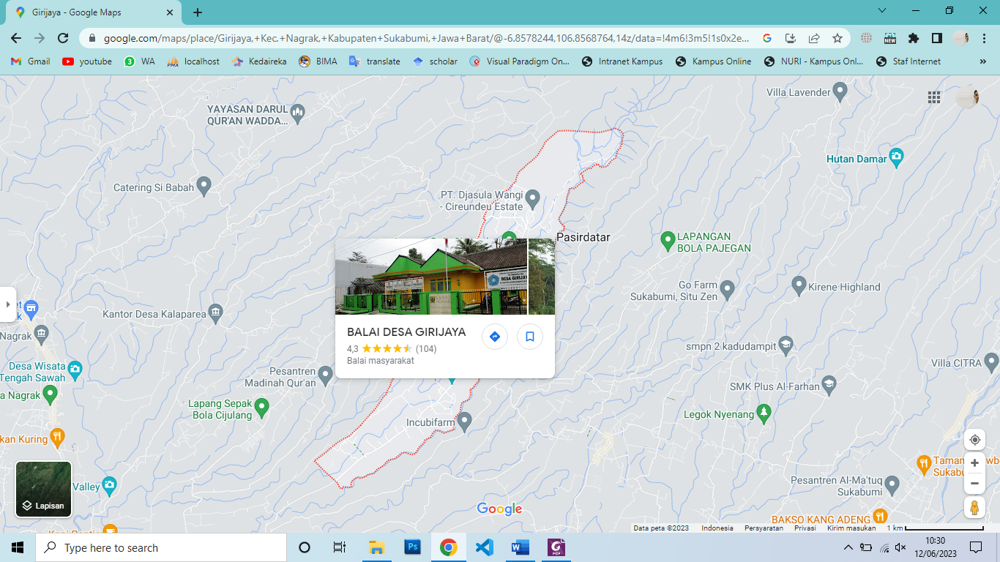 Girijaya - Google Maps
google.com/maps/place/Girijaya,+Kec.+Nagrak,+Kabupaten+Sukabumi,+Jawa+Barat/@-6.8578244,106.8568764,14z/data=!4m6!3m5!1s0x2e...
NEW
Gmail
youtube
3
WA
localhost
Kedaireka
BIMA
translate
scholar
Visual Paradigm On...
Intranet Kampus
Kampus Online
NURI - Kampus Onl...
Staf Internet
»
Villa Lavender
YAYASAN DARUL
QUR'AN WADDA...
Hutan Damar
Catering Si Babah
PT. Djasula Wangi
- Cireundeu Estate
Pasirdatar
LAPANGAN
BOLA PAJEGAN
Go Farm
Sukabumi, Situ Zen
Kirene Highland
Kantor Desa Kalaparea
Nagrak
DESA GIRIJAYA
BALAI DESA GIRIJAYA
4,3
(104)
Balai masyarakat
smpn 2 kadudampit
Villa CITRA
Desa Wisata
Tengah Sawah
Pesantren
Madinah Qur'an
SMK Plus Al-Farhan
a Nagrak
Lapang Sepak
Bola Cijulang
Legok Nyenang
Incubifarm
kan Kuring
Taman
Sukabu
Valley
Pesantren Al-Ma'tuq
Sukabumi
Lapisan
Google
BAKSO KANG ADENG
Data peta ©2023
Indonesia
Persyaratan
Privasi
Kirim masukan
1 km
Type here to search
Ps
W
PDF
10:30
12/06/2023